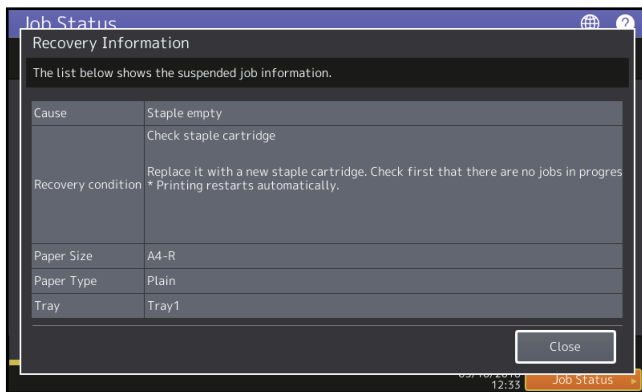 Job Status
?
Recovery Information
The list below shows the suspended job information.
Cause Staple empty
Check staple cartridge
Replace it with a new staple cartridge. Check first that there are no jobs in progres
Recovery condition * Printing restarts automatically.
Paper Size A4-R
Paper Type Plain
Tray Tray1
Close
12:33 Job Status